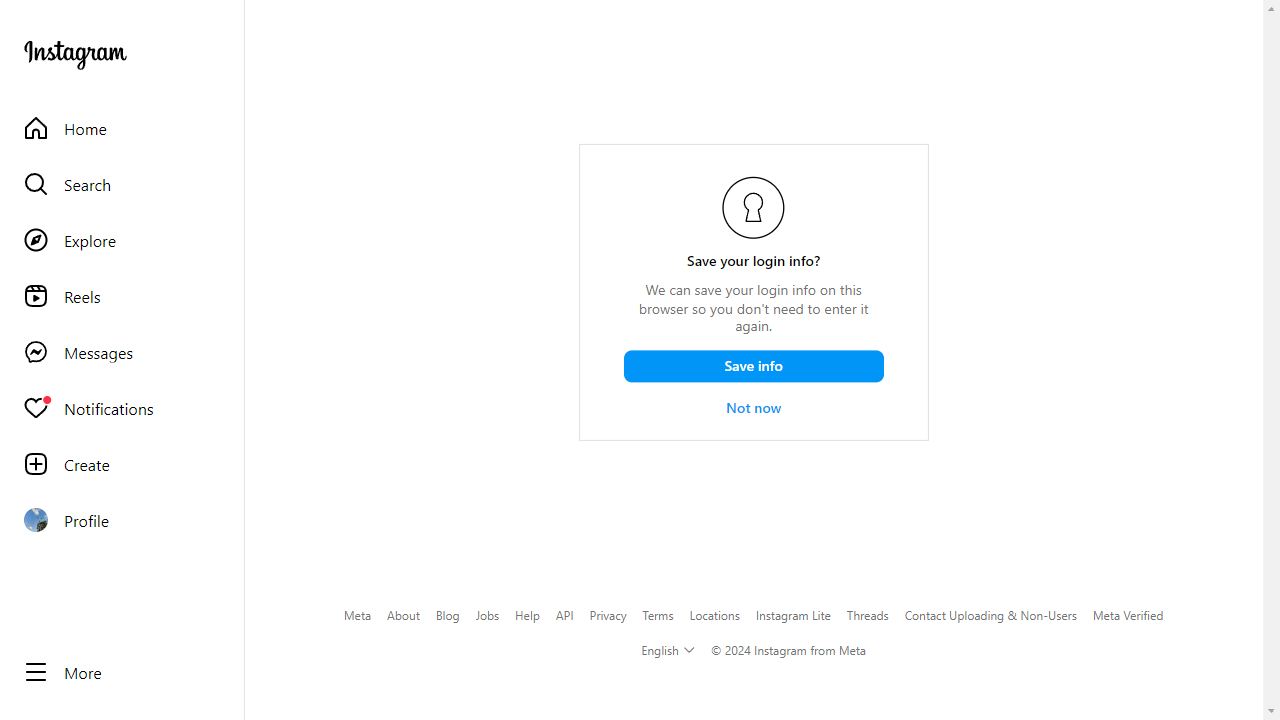 Instagram
Home
Search
Explore
Reels
Messages
Notifications
Create
Profile
More
Save your login info?
We can save your login info on this
browser so you don't need to enter it
again.
Save info
Not now
Meta About Blog Jobs Help API Privacy Terms Locations Instagram Lite Threads Contact Uploading & Non-Users Meta Verified
English © 2024 Instagram from Meta